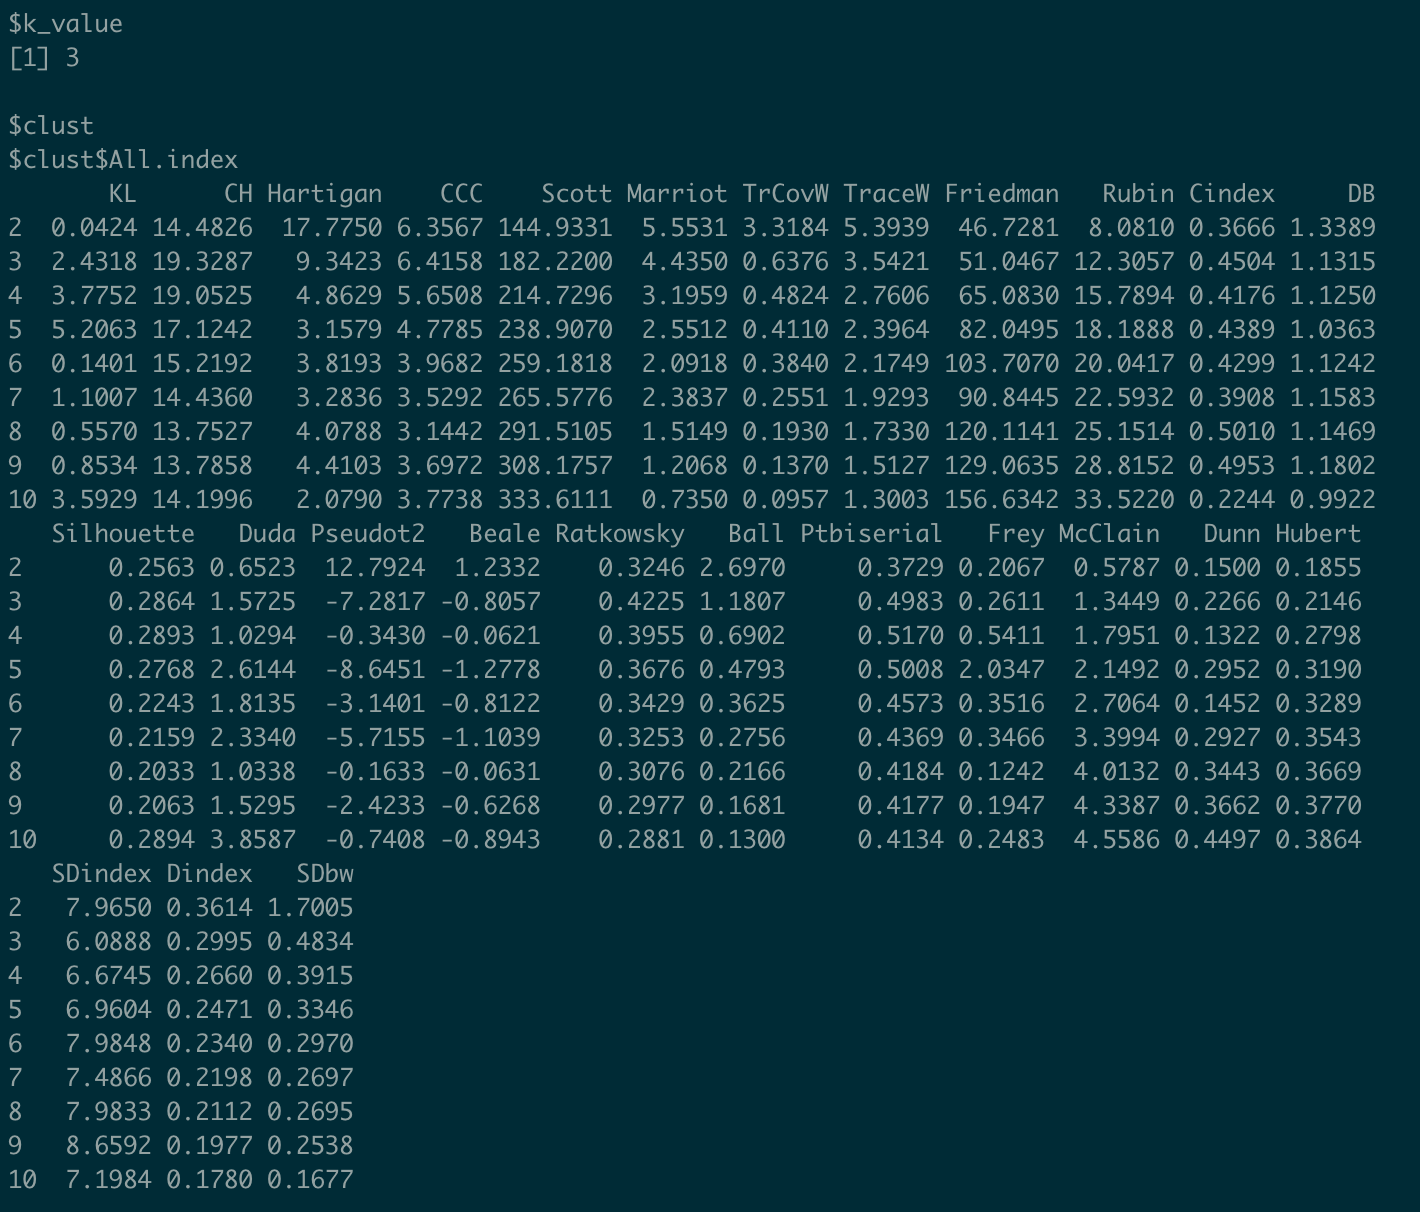 $k_value
[1] 3
$clust
$clust$All.index
KL CH Hartigan CCC Scott Marriot TrCovW TraceW Friedman Rubin Cindex DB
2 0.0424 14.4826 17.7750 6.3567 144.9331 5.5531 3.3184 5.3939 46.7281 8.0810 0.3666 1.3389
3 2.4318 19.3287 9.3423 6.4158 182.2200 4.4350 0.6376 3.5421 51.0467 12.3057 0.4504 1.1315
4 3.7752 19.0525 4.8629 5.6508 214.7296 3.1959 0.4824 2.7606 65.0830 15.7894 0.4176 1.1250
5 5.2063 17.1242 3.1579 4.7785 238.9070 2.5512 0.4110 2.3964 82.0495 18.1888 0.4389 1.0363
6 0.1401 15.2192 3.8193 3.9682 259.1818 2.0918 0.3840 2.1749 103.7070 20.0417 0.4299 1.1242
7 1.1007 14.4360 3.2836 3.5292 265.5776 2.3837 0.2551 1.9293 90.8445 22.5932 0.3908 1.1583
8 0.5570 13.7527 4.0788 3.1442 291.5105 1.5149 0.1930 1.7330 120.1141 25.1514 0.5010 1.1469
9 0.8534 13.7858 4.4103 3.6972 308.1757 1.2068 0.1370 1.5127 129.0635 28.8152 0.4953 1.1802
10 3.5929 14.1996 2.0790 3.7738 333.6111 0.7350 0.0957 1.3003 156.6342 33.5220 0.2244 0.9922
Silhouette Duda Pseudot2 Beale Ratkowsky Ball Ptbiserial Frey McClain Dunn Hubert
2 0.2563 0.6523 12.7924 1.2332 0.3246 2.6970 0.3729 0.2067 0.5787 0.1500 0.1855
3 0.2864 1.5725 -7.2817 -0.8057 0.4225 1.1807 0.4983 0.2611 1.3449 0.2266 0.2146
4 0.2893 1.0294 -0.3430 -0.0621 0.3955 0.6902 0.5170 0.5411 1.7951 0.1322 0.2798
5 0.2768 2.6144 -8.6451 -1.2778 0.3676 0.4793 0.5008 2.0347 2.1492 0.2952 0.3190
6 0.2243 1.8135 -3.1401 -0.8122 0.3429 0.3625 0.4573 0.3516 2.7064 0.1452 0.3289
7 0.2159 2.3340 -5.7155 -1.1039 0.3253 0.2756 0.4369 0.3466 3.3994 0.2927 0.3543
8 0.2033 1.0338 -0.1633 -0.0631 0.3076 0.2166 0.4184 0.1242 4.0132 0.3443 0.3669
9 0.2063 1.5295 -2.4233 -0.6268 0.2977 0.1681 0.4177 0.1947 4.3387 0.3662 0.3770
10 0.2894 3.8587 -0.7408 -0.8943 0.2881 0.1300 0.4134 0.2483 4.5586 0.4497 0.3864
SDindex Dindex SDbw
2 7.9650 0.3614 1.7005
3 6.0888 0.2995 0.4834
4 6.6745 0.2660 0.3915
5 6.9604 0.2471 0.3346
6 7.9848 0.2340 0.2970
7 7.4866 0.2198 0.2697
8 7.9833 0.2112 0.2695
9 8.6592 0.1977 0.2538
10 7.1984 0.1780 0.1677